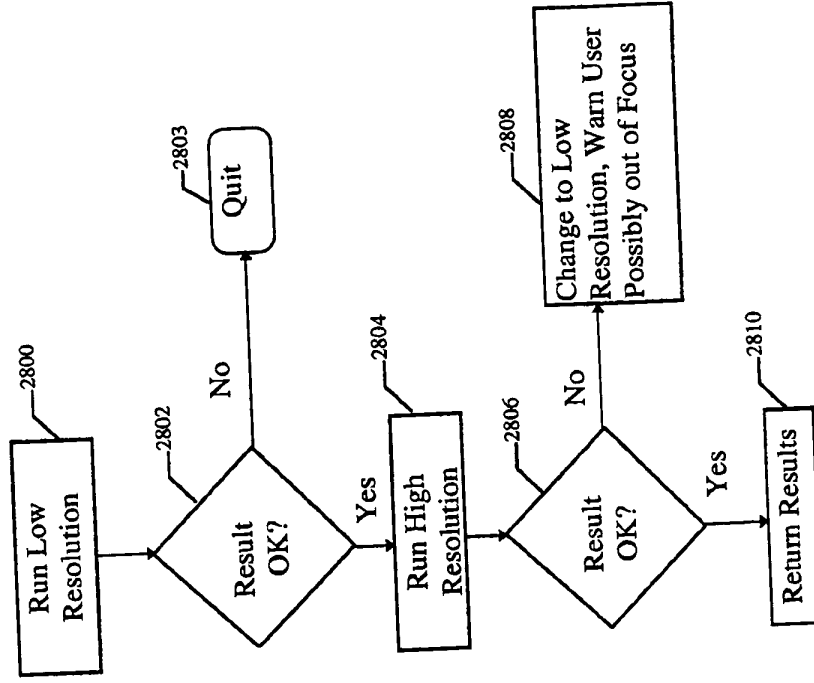 2800
Run Low
Resolution
2802
Result
OK?
No
2803
Quit
Yes
2804
Run High
Resolution
2806
Result
OK?
No
2808
Change to Low
Resolution, Warn User
Possibly out of Focus
Yes
2810
Return Results